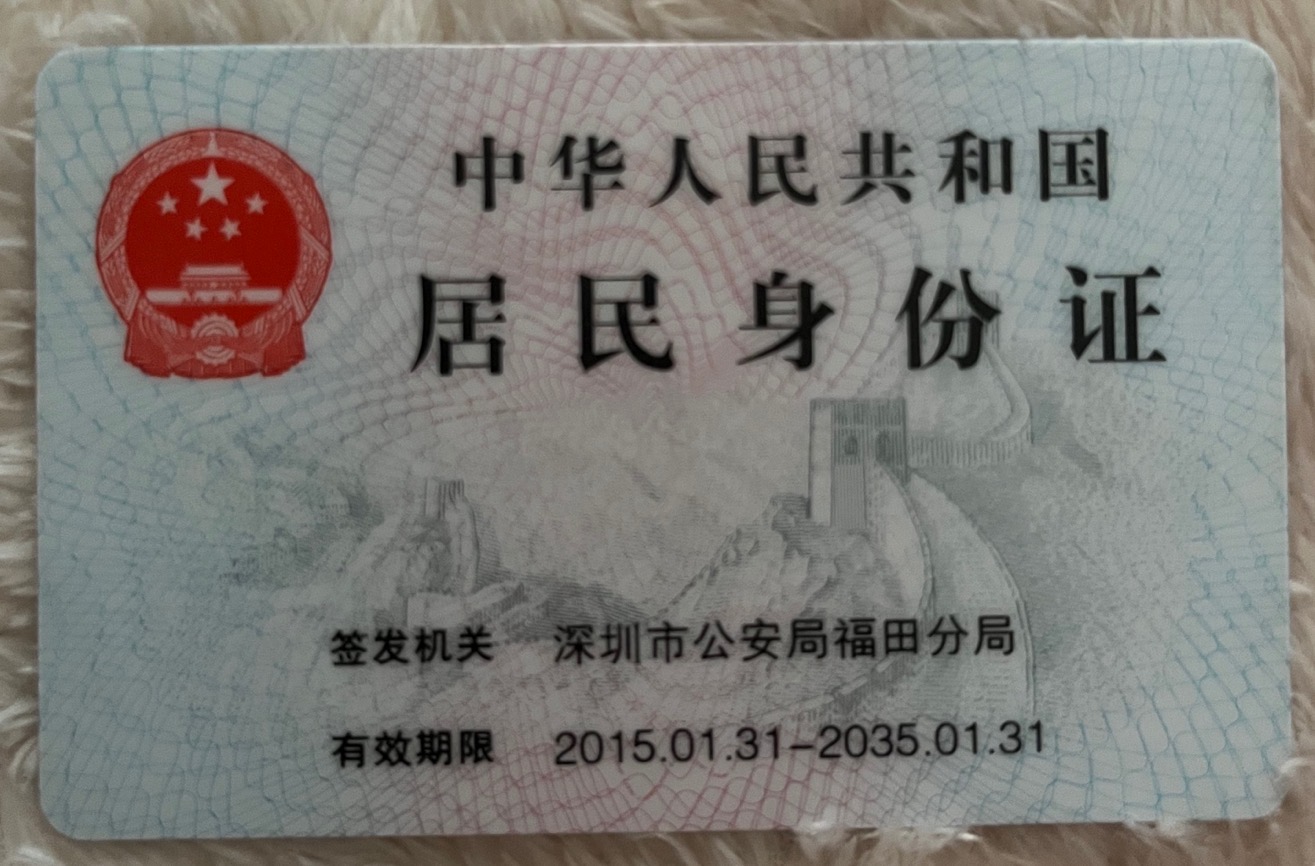 中华人民共和国
居民身份证
签发机关 深圳市公安局福田分局
有效期限 2015.01.31-2035.01.31